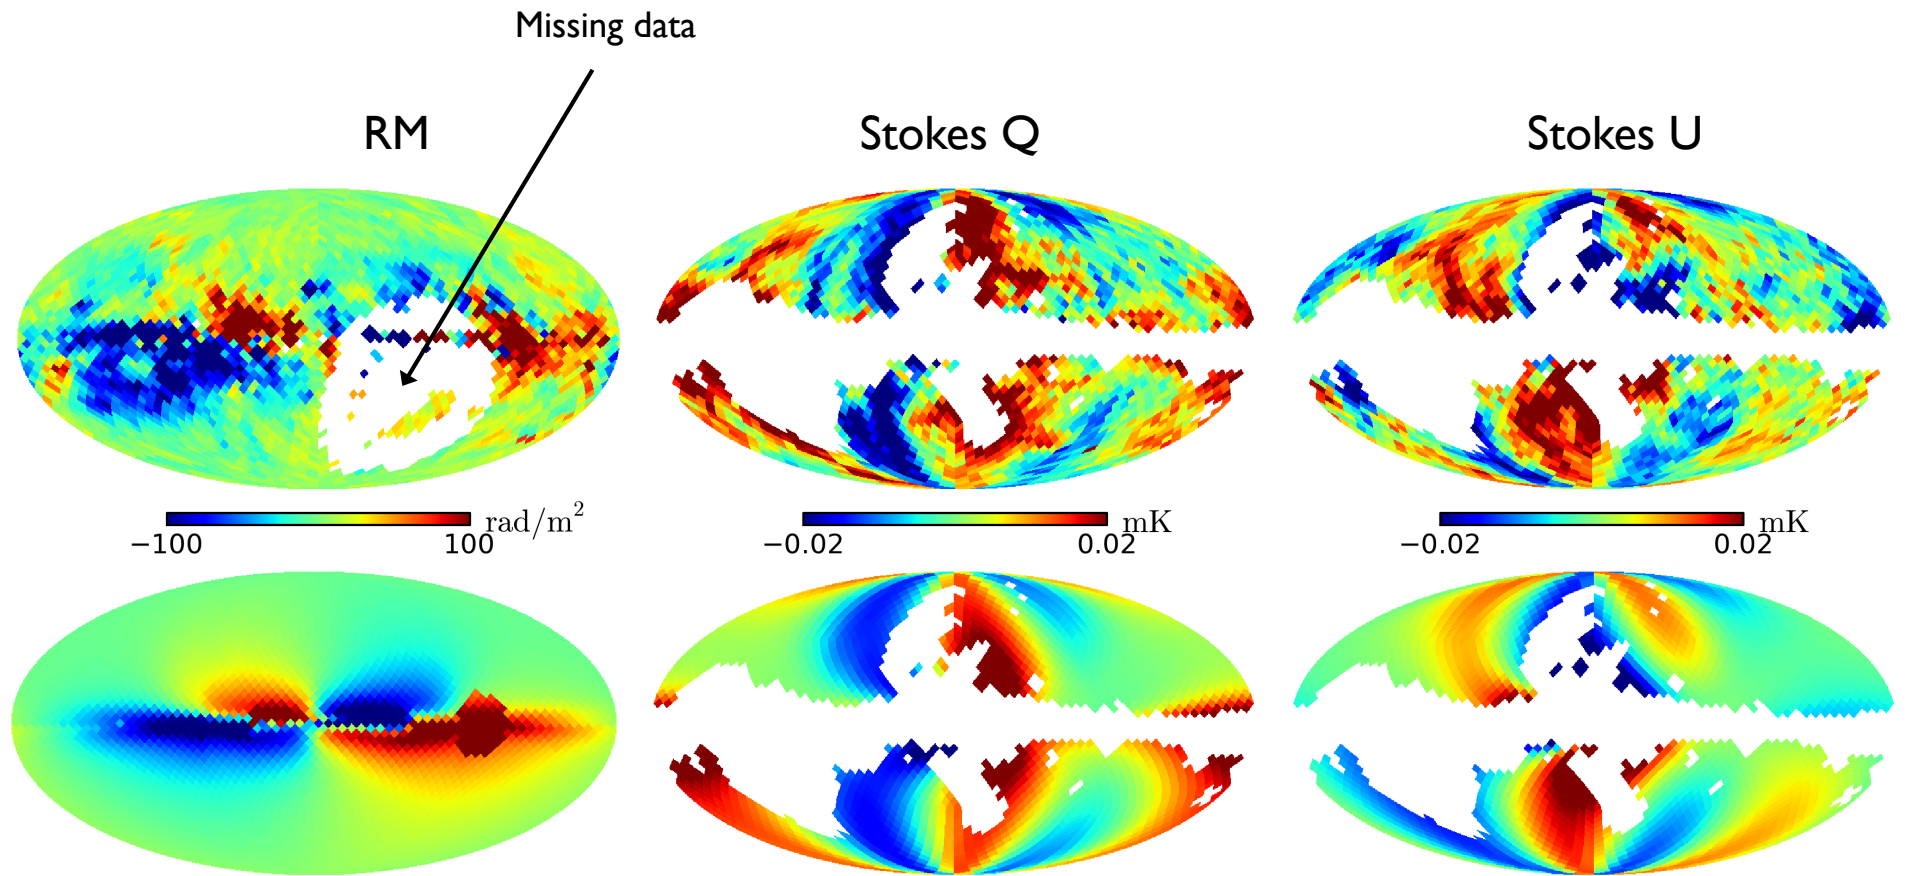 Missing data
RM
Stokes Q
Stokes U
rad/m²
−100
100
mK
−0.02
0.02
mK
−0.02
0.02